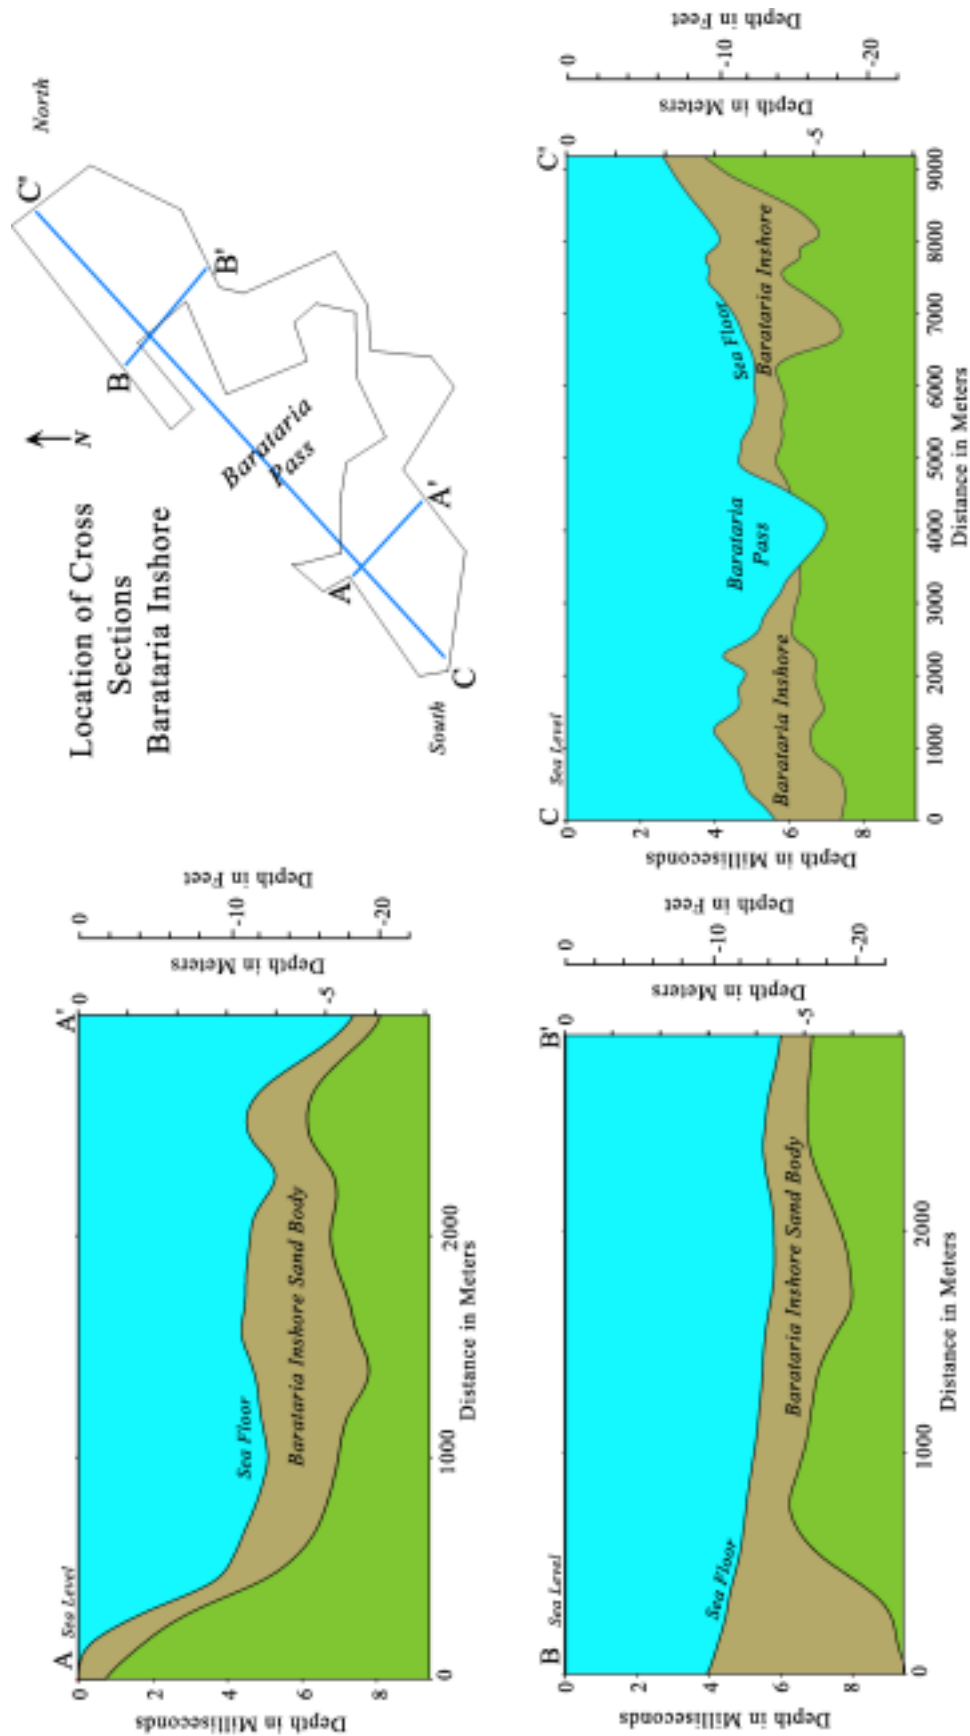 A
Sea Level
A'
0
2
4
6
8
Depth in Milliseconds
Sea Floor
Barataria Inshore Sand Body
0
1000
2000
Distance in Meters
0
-5
Depth in Meters
0
-10
-20
Depth in Feet
Location of Cross
Sections
Barataria Inshore
N
North
South
A
A'
B
B'
C
C'
Barataria
Pass
B
Sea Level
B'
0
2
4
6
8
Depth in Milliseconds
Sea Floor
Barataria Inshore Sand Body
0
1000
2000
Distance in Meters
0
-5
Depth in Meters
0
-10
-20
Depth in Feet
C
Sea Level
C'
0
2
4
6
8
Depth in Milliseconds
Barataria Inshore
Barataria
Pass
Sea Floor
Barataria Inshore
0
1000
2000
3000
4000
5000
6000
7000
8000
9000
Distance in Meters
0
-5
Depth in Meters
0
-10
-20
Depth in Feet